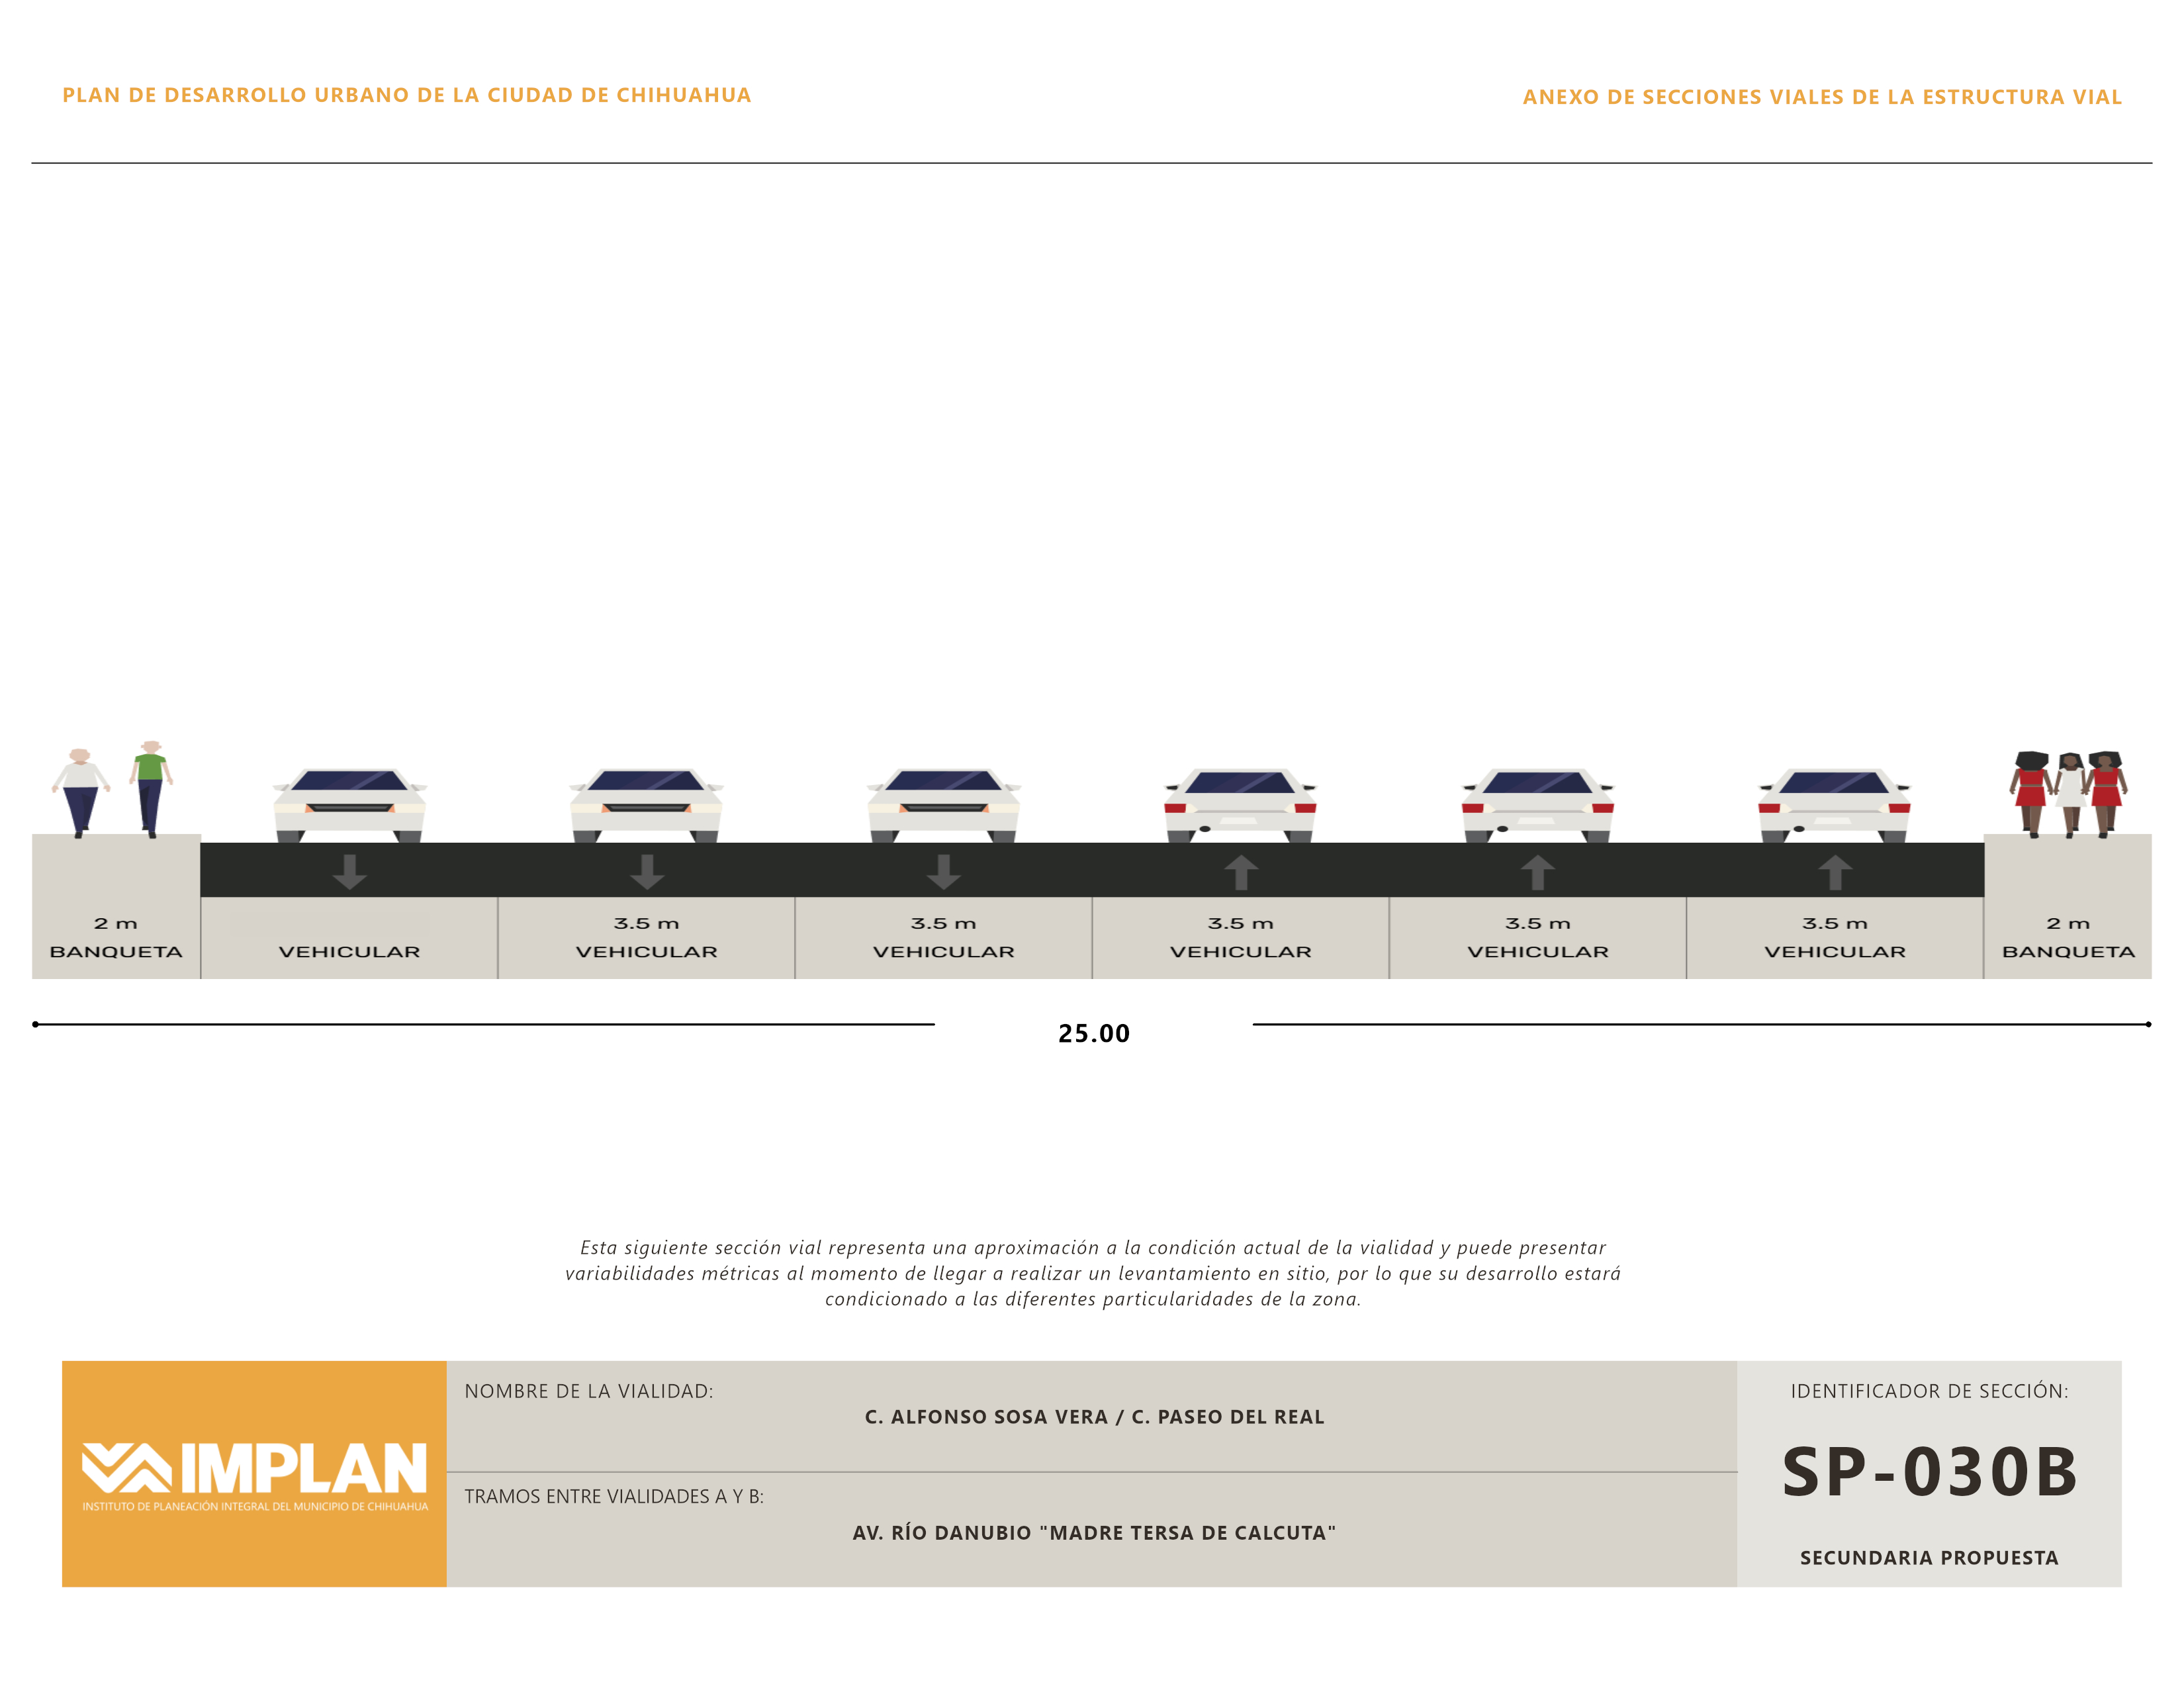 PLAN DE DESARROLLO URBANO DE LA CIUDAD DE CHIHUAHUA
ANEXO DE SECCIONES VIALES DE LA ESTRUCTURA VIAL
2 m
BANQUETA
VEHICULAR
3.5 m
VEHICULAR
3.5 m
VEHICULAR
3.5 m
VEHICULAR
3.5 m
VEHICULAR
3.5 m
VEHICULAR
2 m
BANQUETA
25.00
Esta siguiente sección vial representa una aproximación a la condición actual de la vialidad y puede presentar
variabilidades métricas al momento de llegar a realizar un levantamiento en sitio, por lo que su desarrollo estará
condicionado a las diferentes particularidades de la zona.
IMPLAN
INSTITUTO DE PLANEACIÓN INTEGRAL DEL MUNICIPIO DE CHIHUAHUA
NOMBRE DE LA VIALIDAD:
C. ALFONSO SOSA VERA / C. PASEO DEL REAL
TRAMOS ENTRE VIALIDADES A Y B:
AV. RÍO DANUBIO "MADRE TERSA DE CALCUTA"
IDENTIFICADOR DE SECCIÓN:
SP-030B
SECUNDARIA PROPUESTA